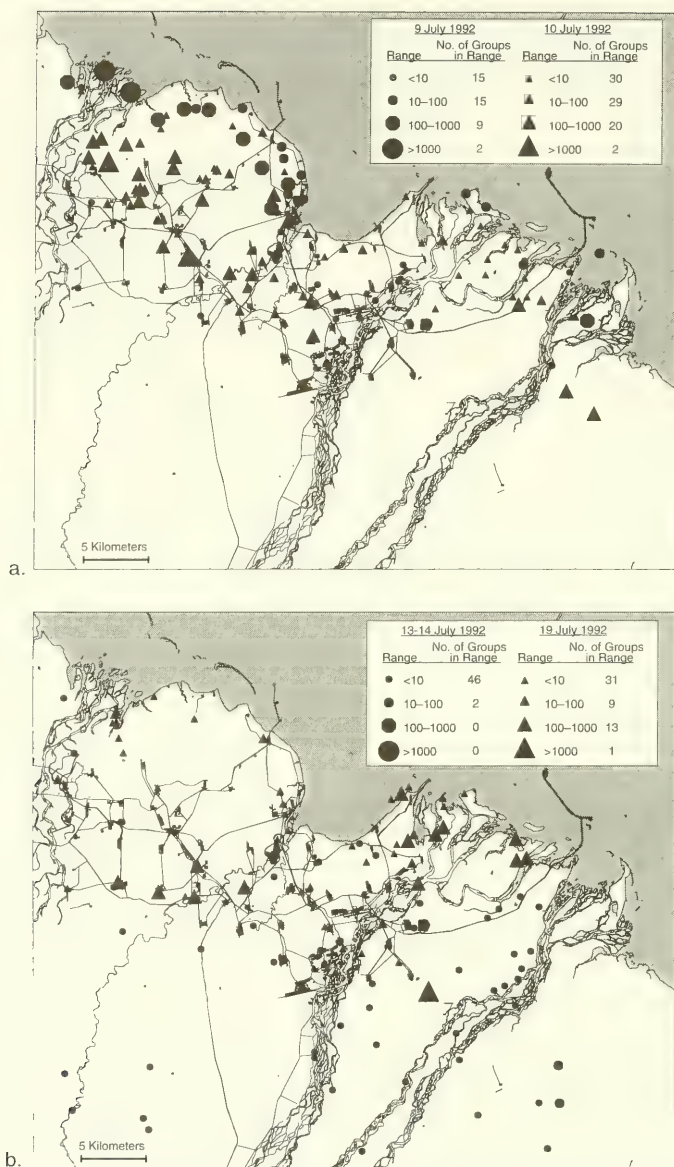 9 July 1992 10 July 1992
No. of Groups No. of Groups
Range in Range Range in Range
<10 15 <10 30
10–100 15 10–100 29
100–1000 9 100–1000 20
>1000 2 >1000 2
5 Kilometers
a.
13-14 July 1992 19 July 1992
No. of Groups No. of Groups
Range in Range Range in Range
<10 46 <10 31
10–100 2 10–100 9
100–1000 0 100–1000 13
>1000 0 >1000 1
5 Kilometers
b.